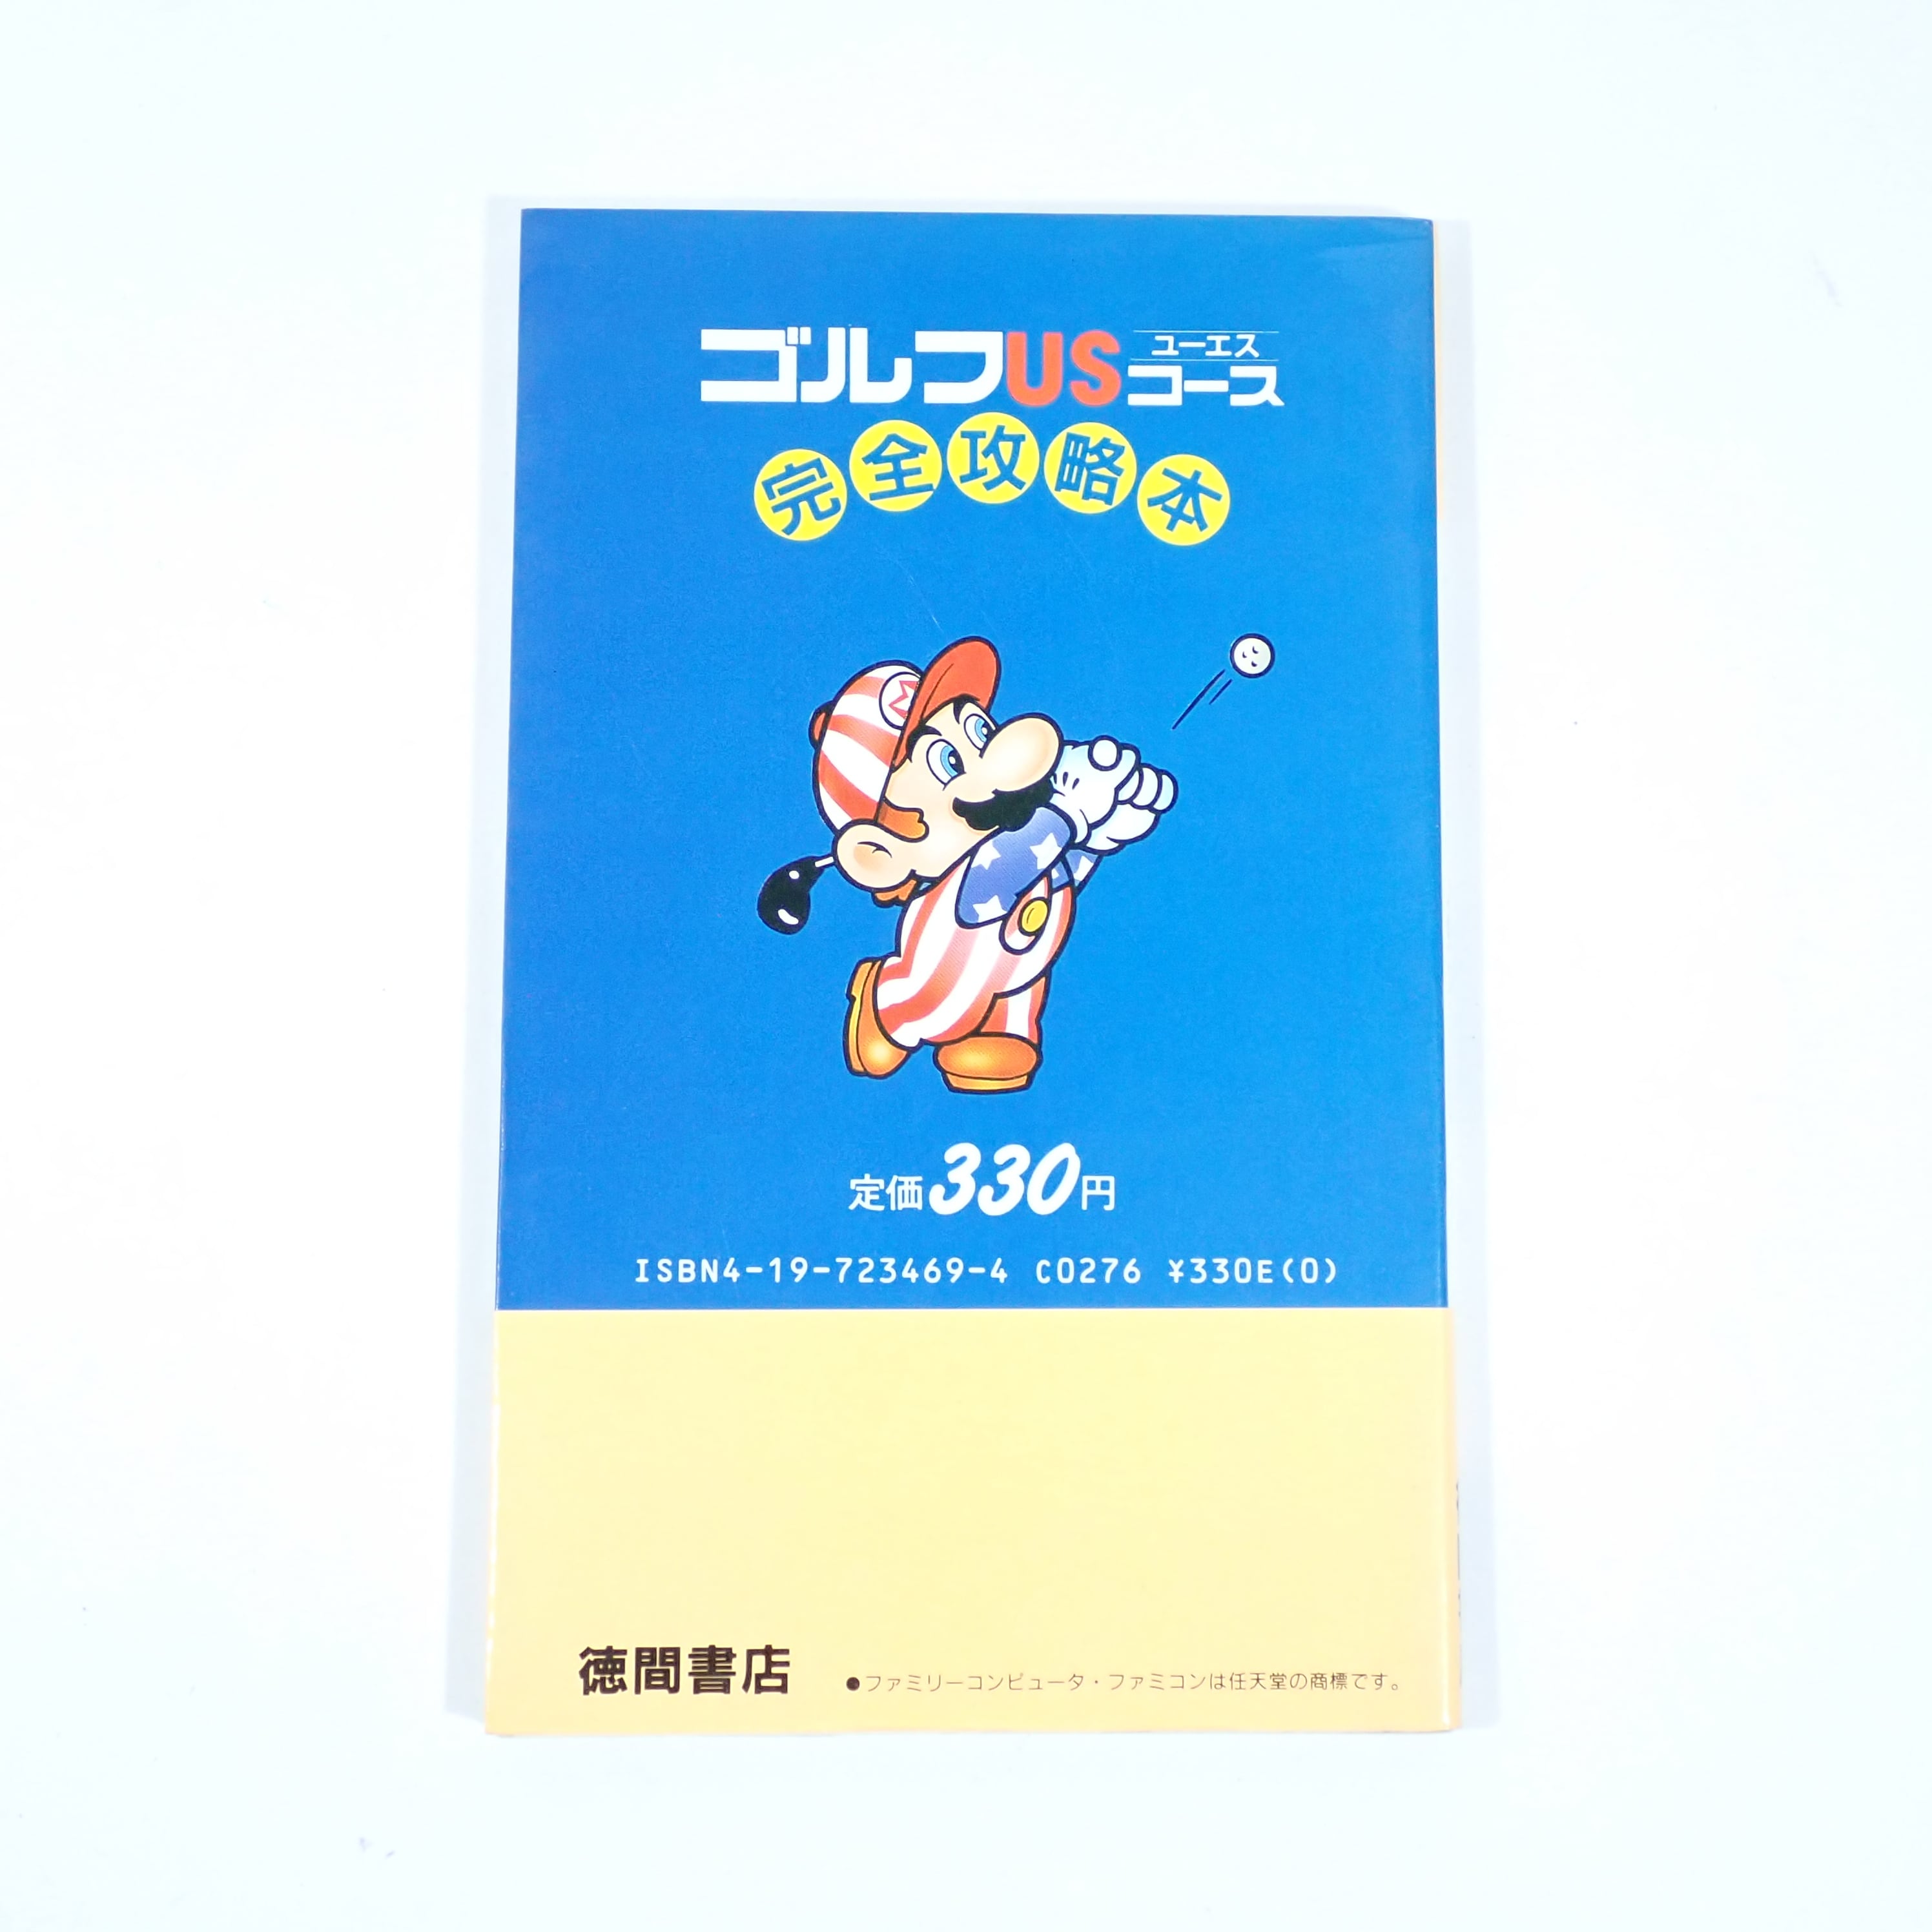 ゴルフUSコース
ユーエス
完全攻略本
M
定価330円
ISBN4-19-723469-4 C0276 ¥330E(0)
徳間書店
●ファミリーコンピュータ・ファミコンは任天堂の商標です。